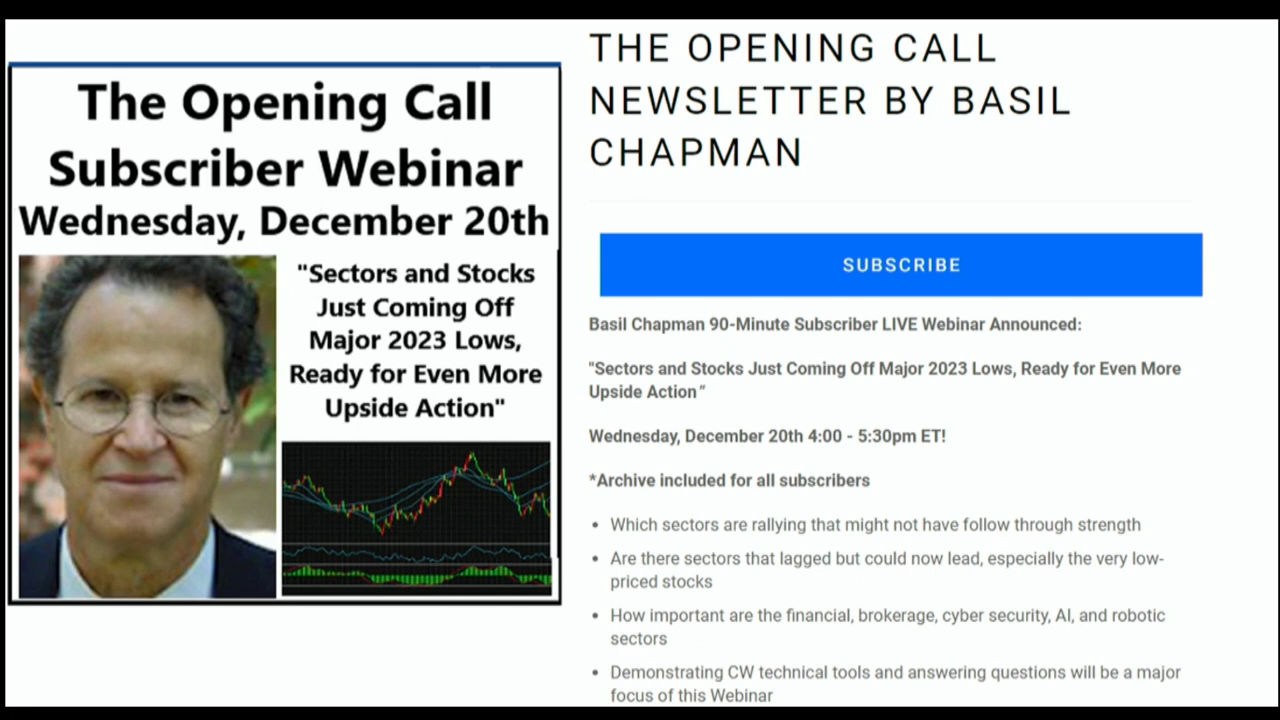 The Opening Call
Subscriber Webinar
Wednesday, December 20th
"Sectors and Stocks
Just Coming Off
Major 2023 Lows,
Ready for Even More
Upside Action"
THE OPENING CALL
NEWSLETTER BY BASIL
CHAPMAN
SUBSCRIBE
Basil Chapman 90-Minute Subscriber LIVE Webinar Announced:
"Sectors and Stocks Just Coming Off Major 2023 Lows, Ready for Even More
Upside Action”
Wednesday, December 20th 4:00 - 5:30pm ET!
*Archive included for all subscribers
• Which sectors are rallying that might not have follow through strength
• Are there sectors that lagged but could now lead, especially the very low-
priced stocks
• How important are the financial, brokerage, cyber security, AI, and robotic
sectors
• Demonstrating CW technical tools and answering questions will be a major
focus of this Webinar